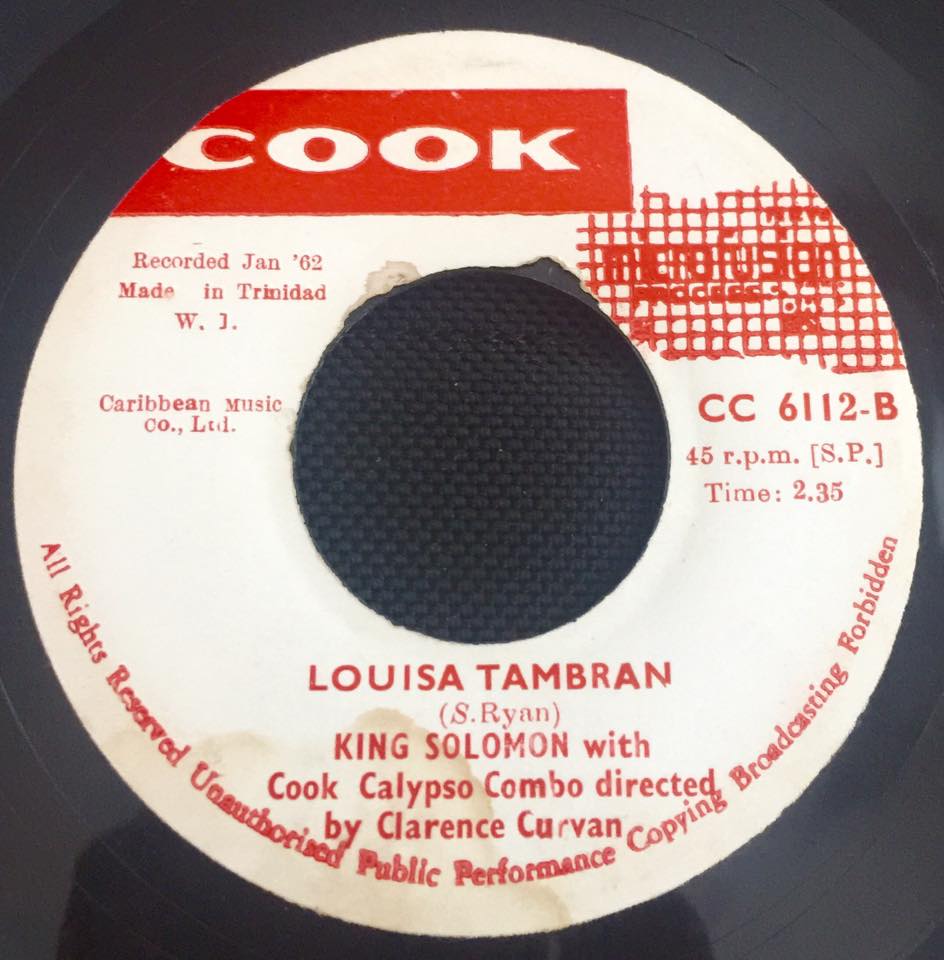 COOK
Recorded Jan '62
Made in Trinidad
W. I.
Caribbean Music
Co., Ltd.
microfusion
process
CC 6112-B
45 r.p.m. [S.P.]
Time: 2.35
LOUISA TAMBRAN
(S.Ryan)
KING SOLOMON with
Cook Calypso Combo directed
by Clarence Curvan
All Rights Reserved Unauthorised Public Performance Copying Broadcasting Forbidden